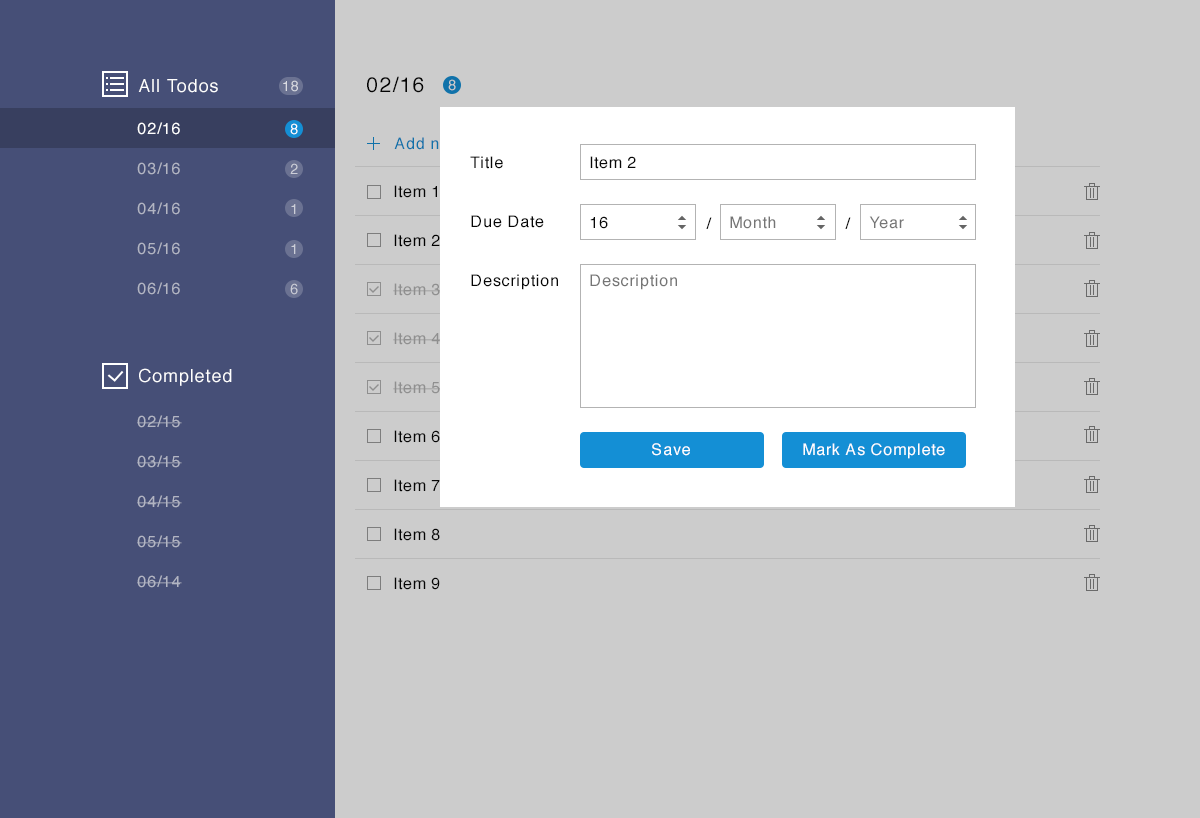 All Todos 18
02/16 8
03/16 2
04/16 1
05/16 1
06/16 6
Completed
02/15
03/15
04/15
05/15
06/14
02/16 8
Add n
Item 1
Item 2
Item 3
Item 4
Item 5
Item 6
Item 7
Item 8
Item 9
Title Item 2
Due Date 16 / Month / Year
Description Description
Save Mark As Complete